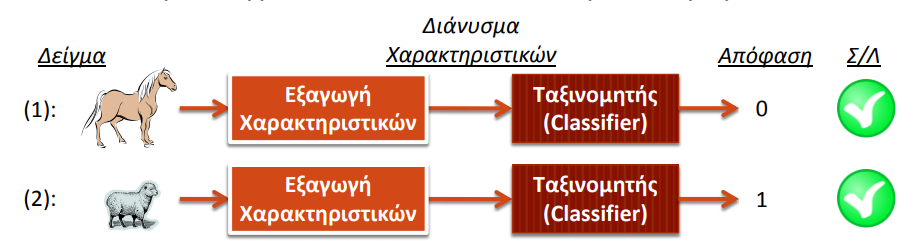 Διάνυσμα
Δείγμα Χαρακτηριστικών Απόφαση Σ/Λ
(1): Εξαγωγή Χαρακτηριστικών Ταξινομητής (Classifier) 0
(2): Εξαγωγή Χαρακτηριστικών Ταξινομητής (Classifier) 1